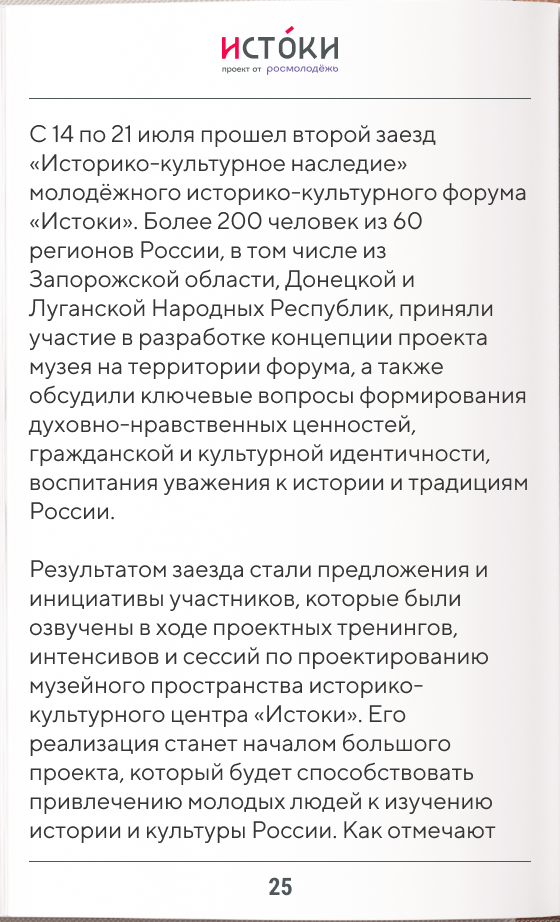 ИСТОКИ
проект от росмолодёжь
С 14 по 21 июля прошел второй заезд
«Историко-культурное наследие»
молодёжного историко-культурного форума
«Истоки». Более 200 человек из 60
регионов России, в том числе из
Запорожской области, Донецкой и
Луганской Народных Республик, приняли
участие в разработке концепции проекта
музея на территории форума, а также
обсудили ключевые вопросы формирования
духовно-нравственных ценностей,
гражданской и культурной идентичности,
воспитания уважения к истории и традициям
России.
Результатом заезда стали предложения и
инициативы участников, которые были
озвучены в ходе проектных тренингов,
интенсивов и сессий по проектированию
музейного пространства историко-
культурного центра «Истоки». Его
реализация станет началом большого
проекта, который будет способствовать
привлечению молодых людей к изучению
истории и культуры России. Как отмечают
25